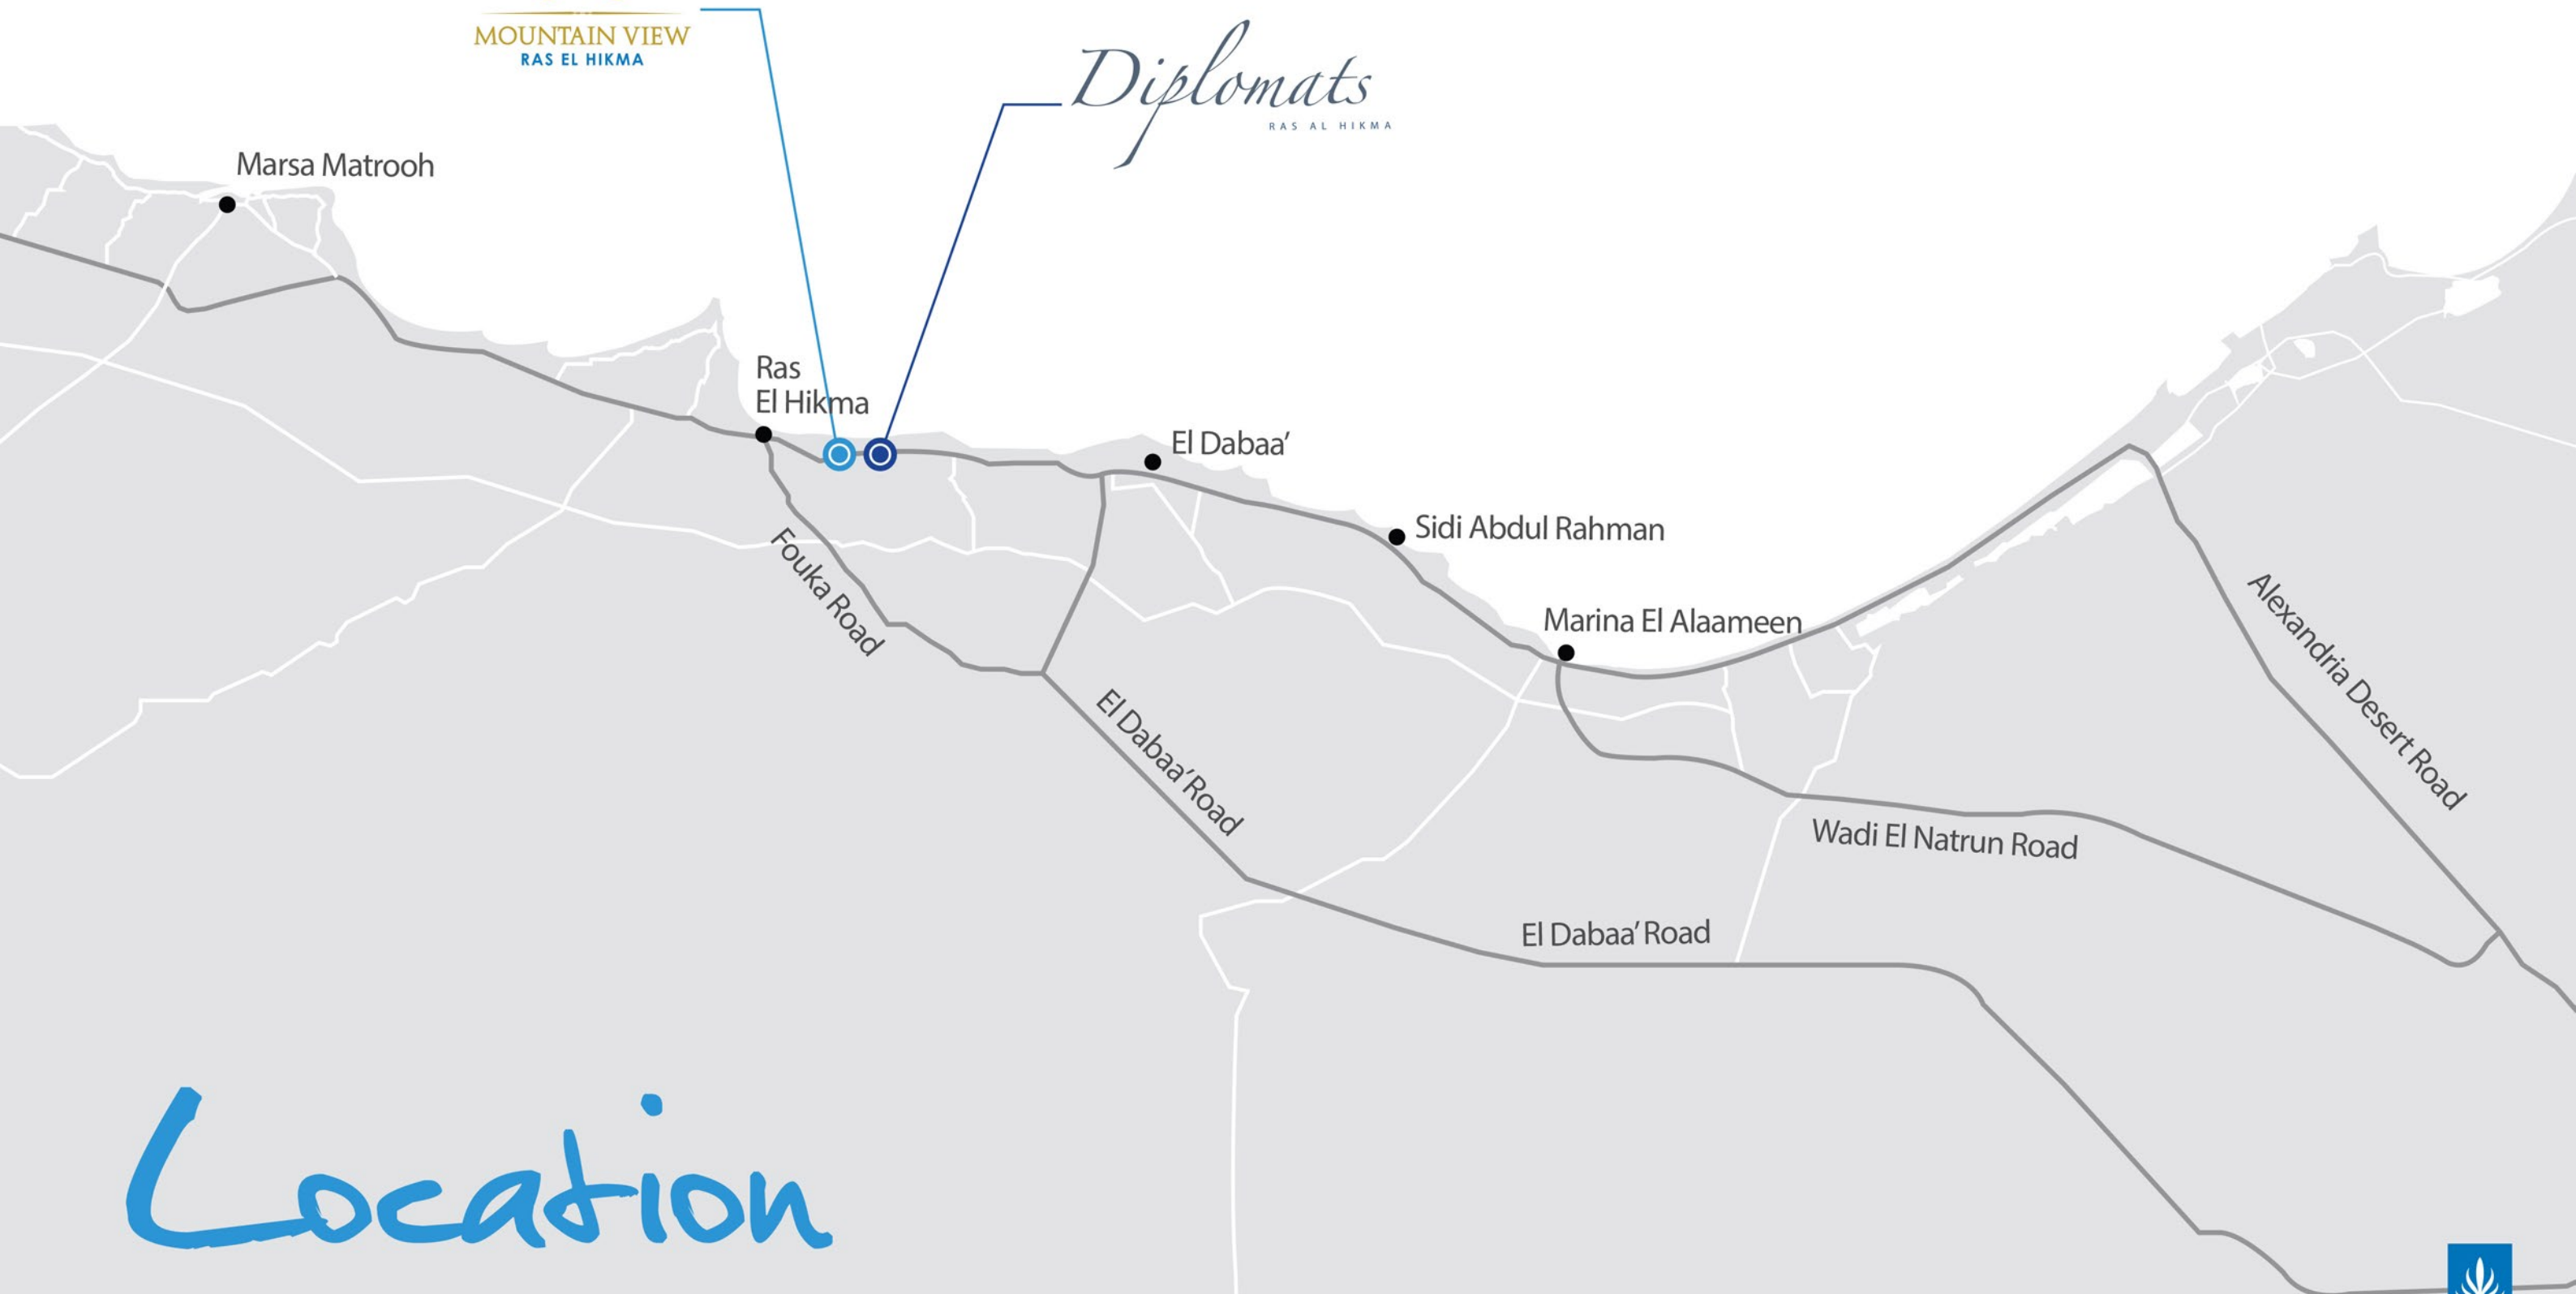 MOUNTAIN VIEW
RAS EL HIKMA
Diplomats
RAS AL HIKMA
Marsa Matrooh
Ras
El Hikma
El Dabaa'
Sidi Abdul Rahman
Marina El Alaameen
Fouka Road
El Dabaa' Road
Alexandria Desert Road
Wadi El Natrun Road
El Dabaa' Road
Location